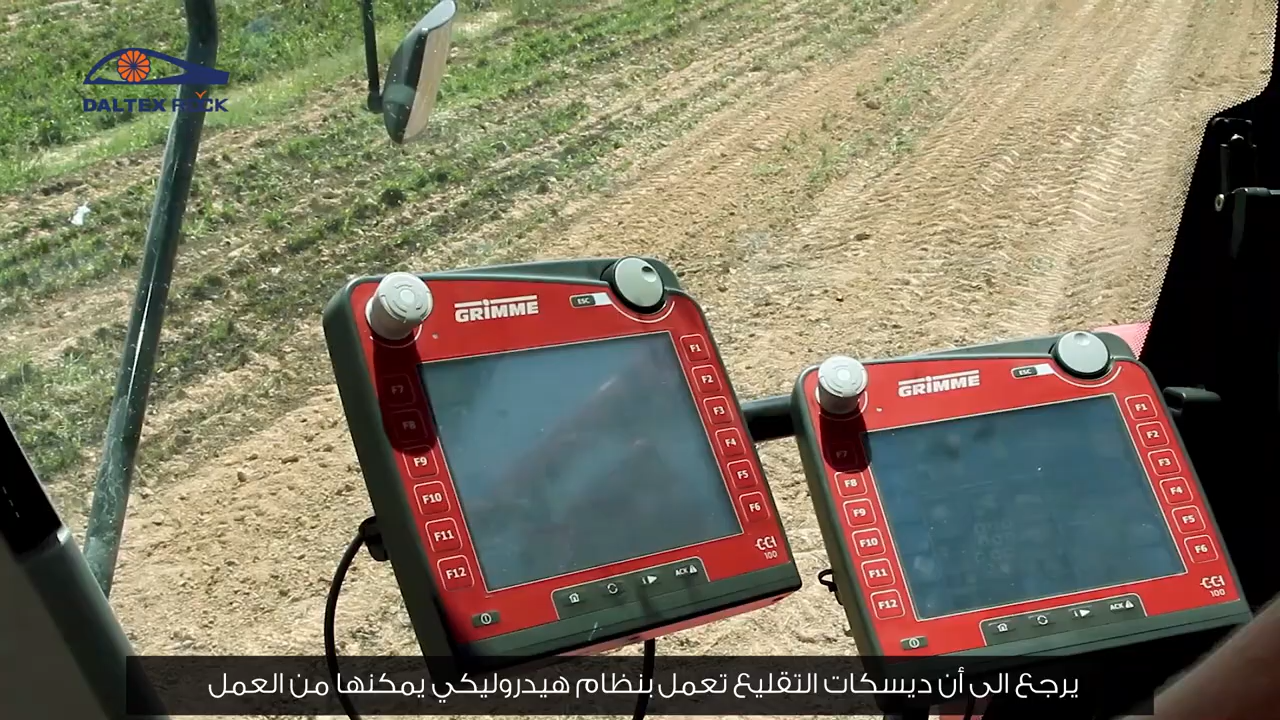 DALTEX ROCK
GRIMME
ESC
F1
F2
F3
F4
F5
F6
F7
F8
F9
F10
F11
F12
CCI
100
ACK
GRIMME
ESC
F1
F2
F3
F4
F5
F6
F7
F8
F9
F10
F11
F12
CCI
100
ACK
يرجع الى أن ديسكات التقليع تعمل بنظام هيدروليكي يمكنها من العمل